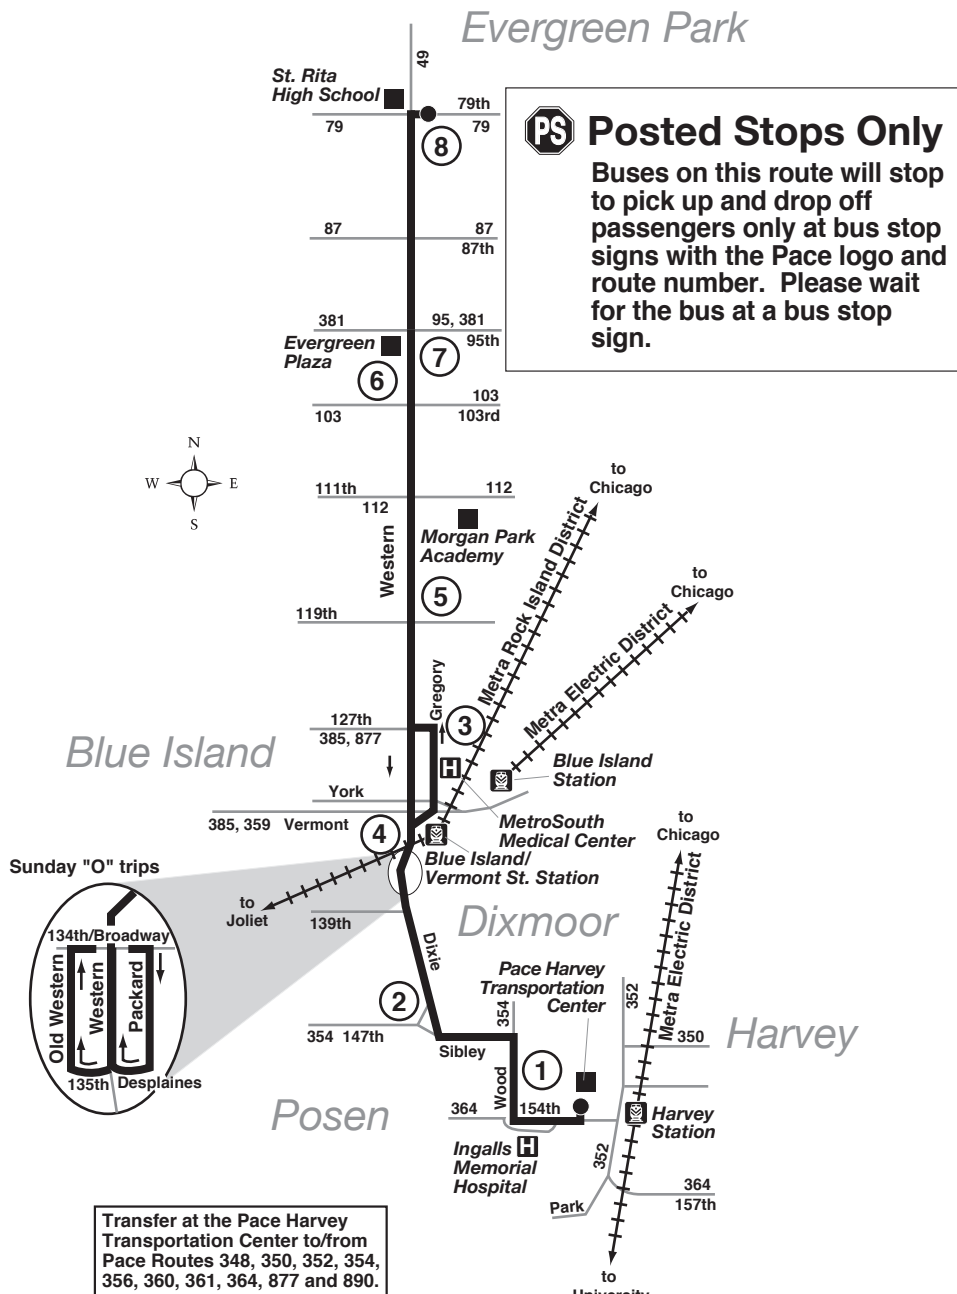 Evergreen Park
49
St. Rita
High School
79th
79
79
8
PS Posted Stops Only
Buses on this route will stop
to pick up and drop off
passengers only at bus stop
signs with the Pace logo and
route number.  Please wait
for the bus at a bus stop
sign.
87
87
87th
381
95, 381
95th
Evergreen
Plaza
7
6
103
103
103rd
N
W
E
S
to
Chicago
111th
112
112
Western
Morgan Park
Academy
Metra Rock Island District
to
Chicago
Metra Electric District
5
119th
Gregory
3
127th
385, 877
Blue Island
H
Blue Island
Station
York
385, 359 Vermont
MetroSouth
Medical Center
4
Blue Island/
Vermont St. Station
to
Chicago
Metra Electric District
Sunday "O" trips
to
Joliet
139th
Dixmoor
134th/Broadway
Old Western
Western
Packard
135th
Desplaines
Dixie
Pace Harvey
Transportation
Center
352
354
2
354 147th
Sibley
350
Harvey
1
Wood
Posen
364
154th
Harvey
Station
Ingalls H
Memorial
Hospital
352
364
157th
Park
Transfer at the Pace Harvey
Transportation Center to/from
Pace Routes 348, 350, 352, 354,
356, 360, 361, 364, 877 and 890.
to
University